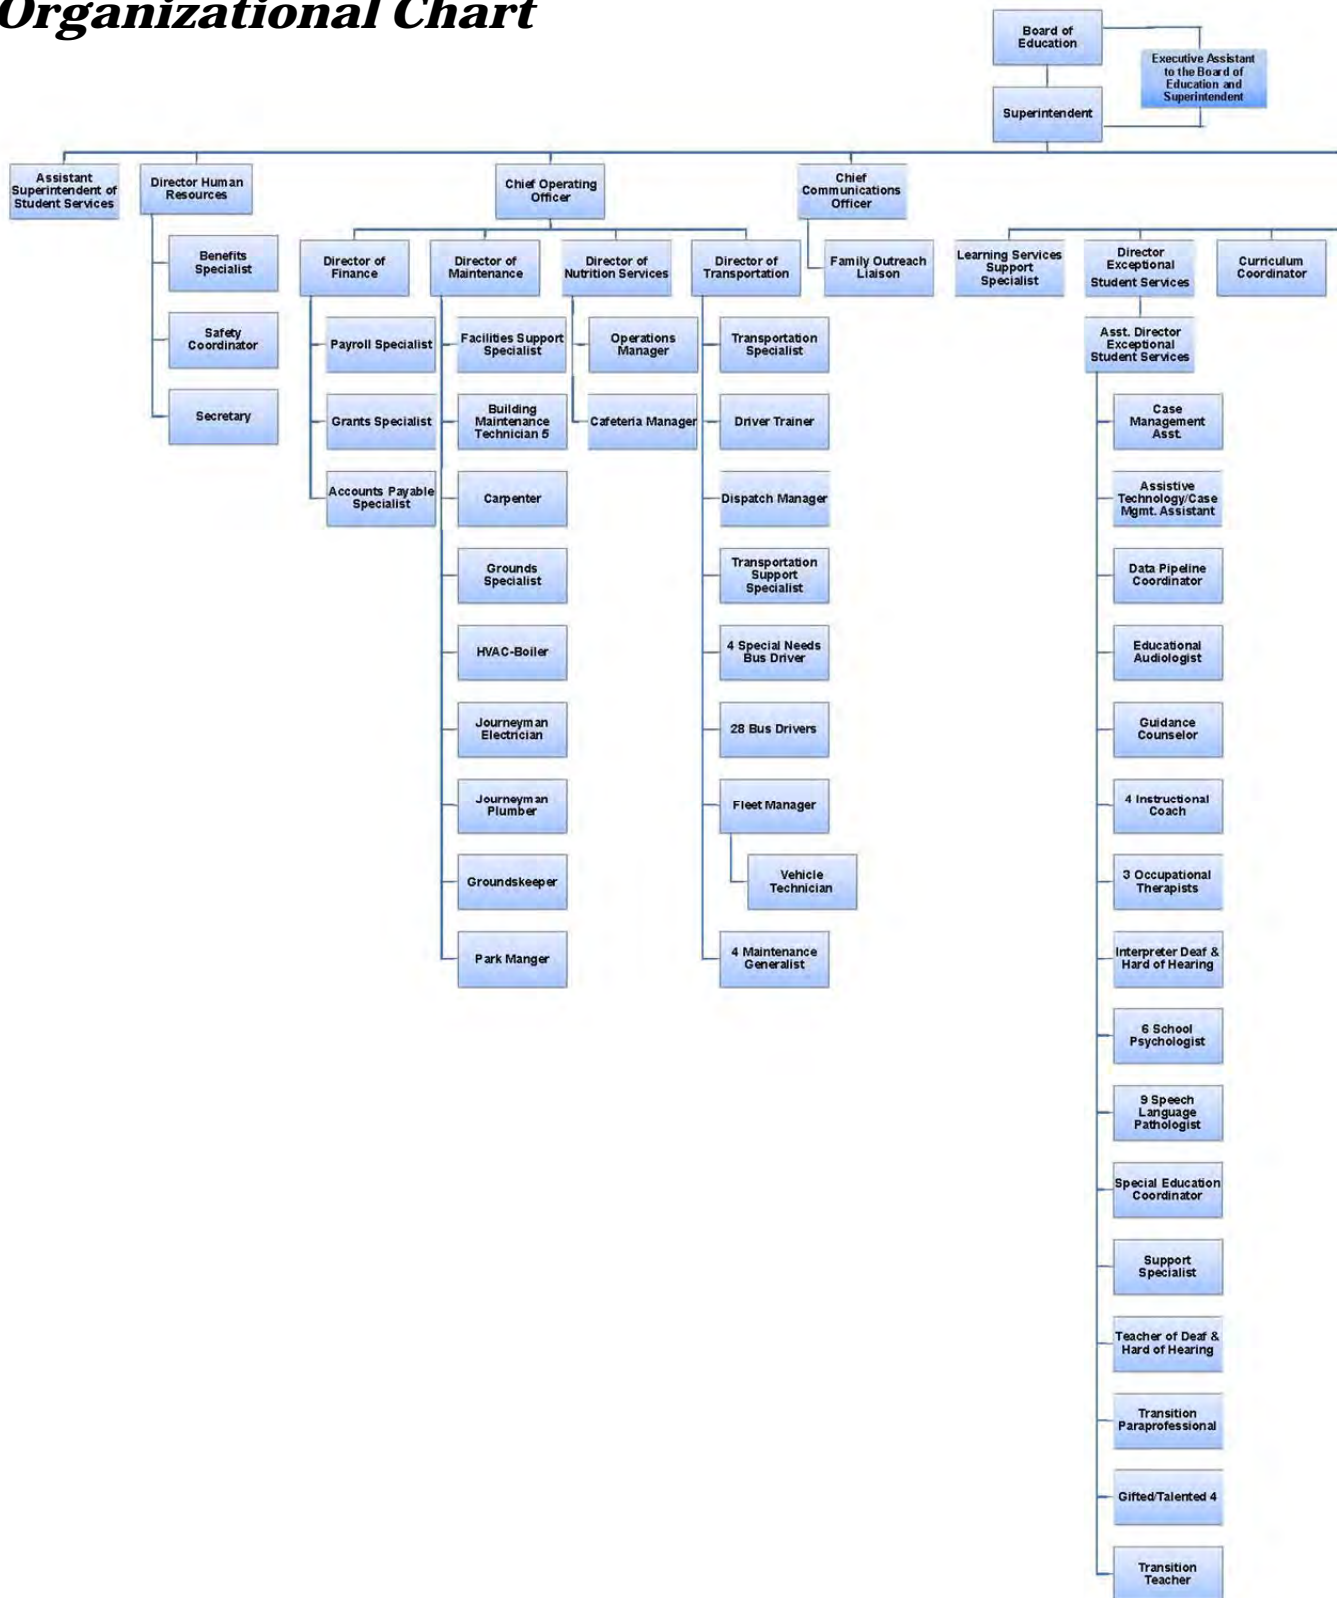 Organizational Chart
Board of
Education
Executive Assistant
to the Board of
Education and
Superintendent
Superintendent
Assistant
Superintendent of
Student Services
Director Human
Resources
Chief Operating
Officer
Chief
Communications
Officer
Benefits
Specialist
Safety
Coordinator
Secretary
Director of
Finance
Payroll Specialist
Grants Specialist
Accounts Payable
Specialist
Director of
Maintenance
Facilities Support
Specialist
Building
Maintenance
Technician 5
Carpenter
Grounds
Specialist
HVAC-Boiler
Journeyman
Electrician
Journeyman
Plumber
Groundskeeper
Park Manger
Director of
Nutrition Services
Operations
Manager
Cafeteria Manager
Director of
Transportation
Transportation
Specialist
Driver Trainer
Dispatch Manager
Transportation
Support
Specialist
4 Special Needs
Bus Driver
28 Bus Drivers
Fleet Manager
Vehicle
Technician
4 Maintenance
Generalist
Family Outreach
Liaison
Learning Services
Support
Specialist
Director
Exceptional
Student Services
Curriculum
Coordinator
Asst. Director
Exceptional
Student Services
Case
Management
Asst.
Assistive
Technology/Case
Mgmt. Assistant
Data Pipeline
Coordinator
Educational
Audiologist
Guidance
Counselor
4 Instructional
Coach
3 Occupational
Therapists
Interpreter Deaf &
Hard of Hearing
6 School
Psychologist
9 Speech
Language
Pathologist
Special Education
Coordinator
Support
Specialist
Teacher of Deaf &
Hard of Hearing
Transition
Paraprofessional
Gifted/Talented 4
Transition
Teacher